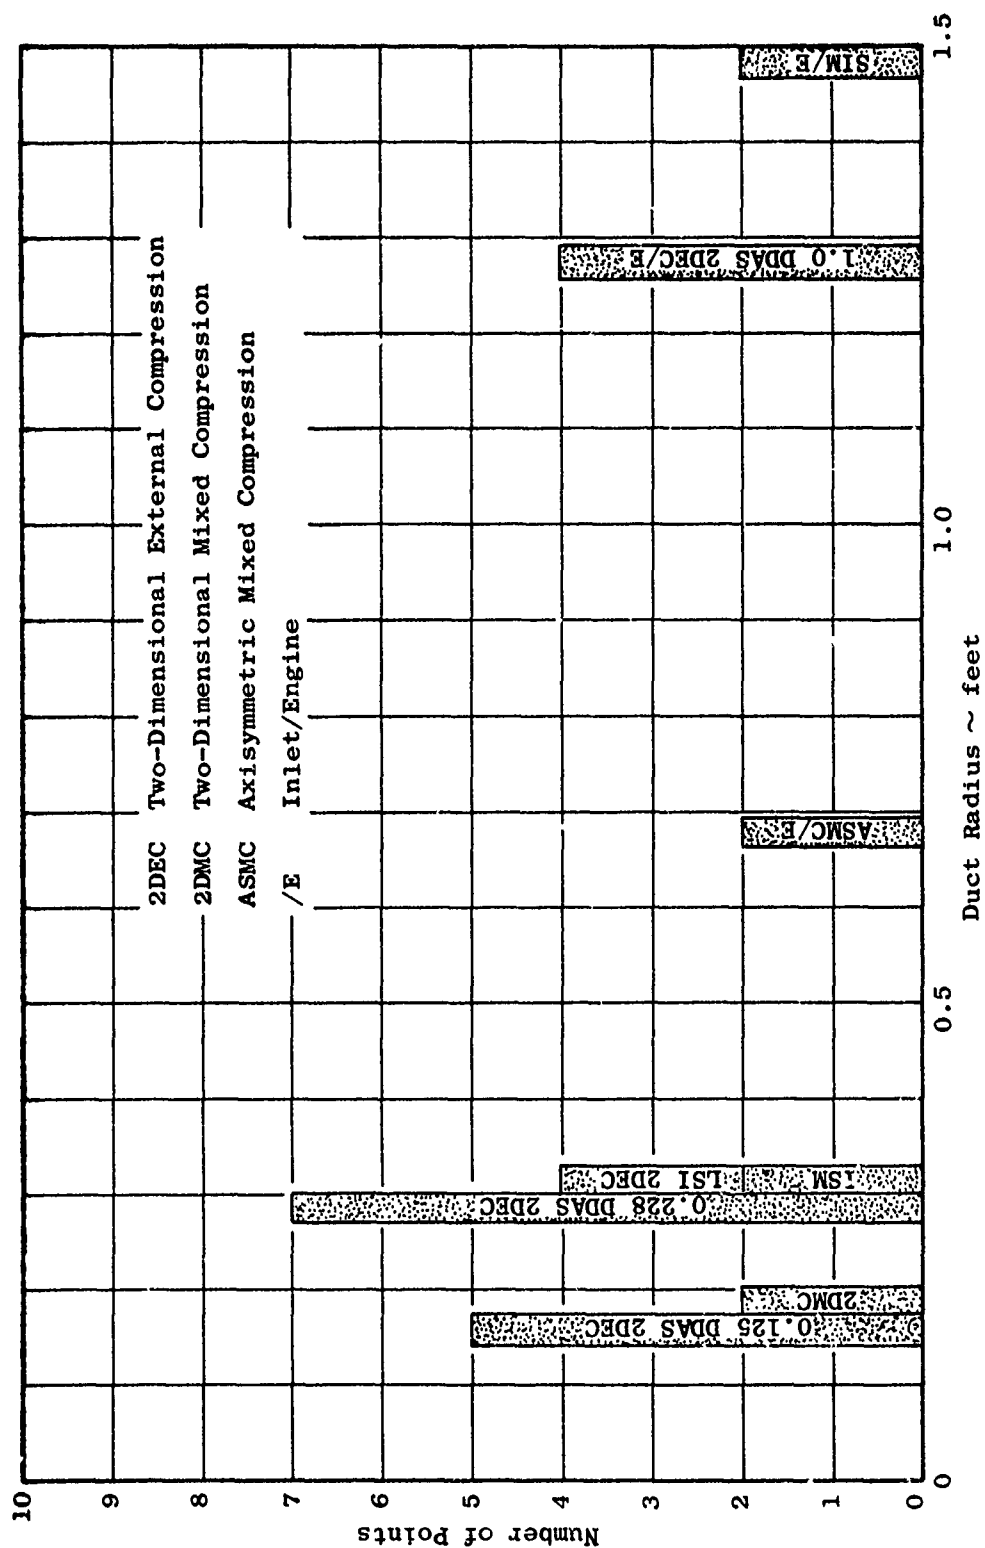 10
9
8
7
6
5
4
3
2
1
0
Number of Points
2DEC Two-Dimensional External Compression
2DMC Two-Dimensional Mixed Compression
ASMC Axisymmetric Mixed Compression
/E Inlet/Engine
0.125 DDAS 2DEC
2DMC
0.228 DDAS 2DEC
LSI 2DEC
ISM
ASMC/E
1.0 DDAS 2DEC/E
SIM/E
0
0.5
1.0
1.5
Duct Radius ~ feet